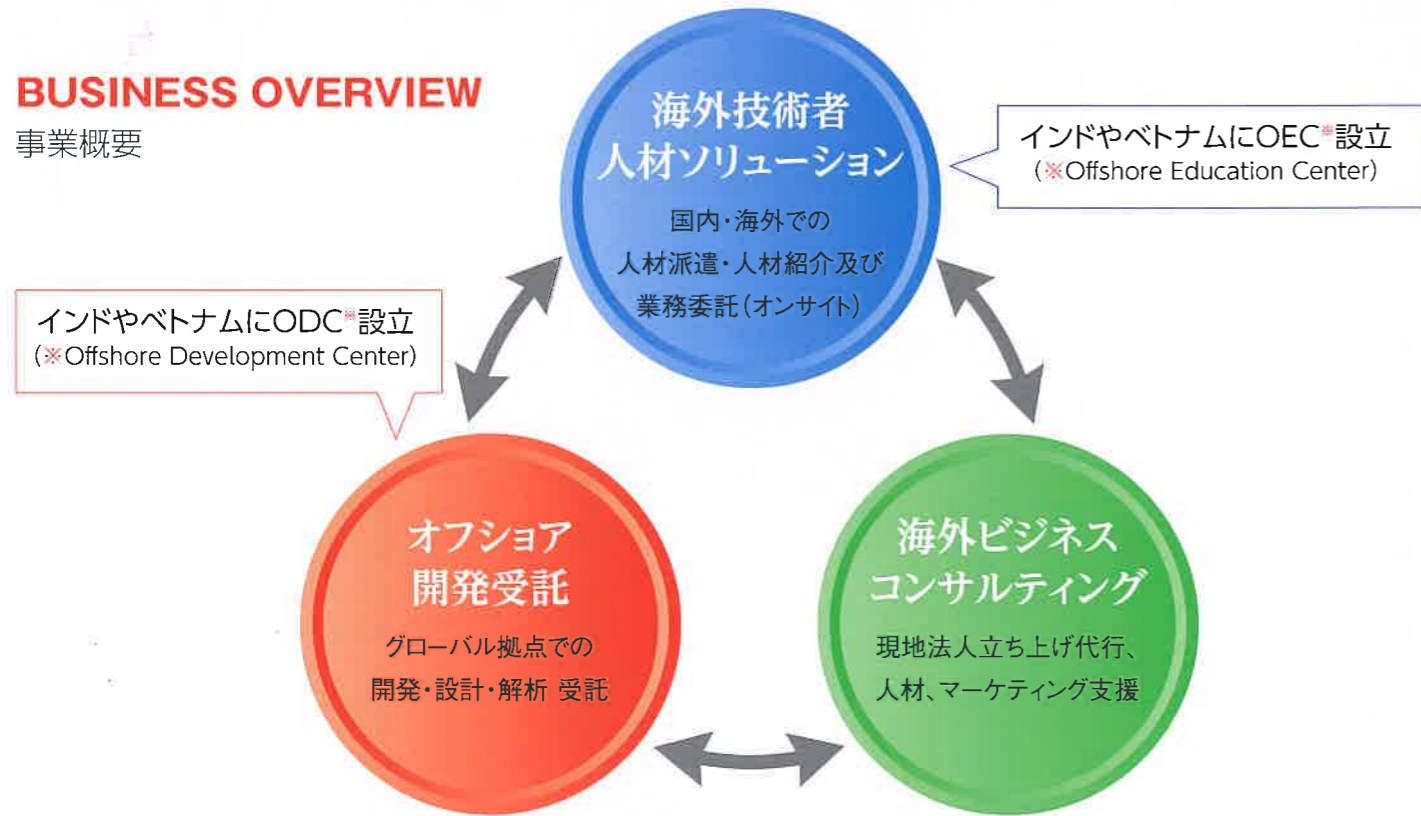 BUSINESS OVERVIEW
事業概要
海外技術者
人材ソリューション
国内・海外での
人材派遣・人材紹介及び
業務委託(オンサイト)
インドやベトナムにOEC※設立
(※Offshore Education Center)
インドやベトナムにODC※設立
(※Offshore Development Center)
オフショア
開発受託
グローバル拠点での
開発・設計・解析 受託
海外ビジネス
コンサルティング
現地法人立ち上げ代行、
人材、マーケティング支援